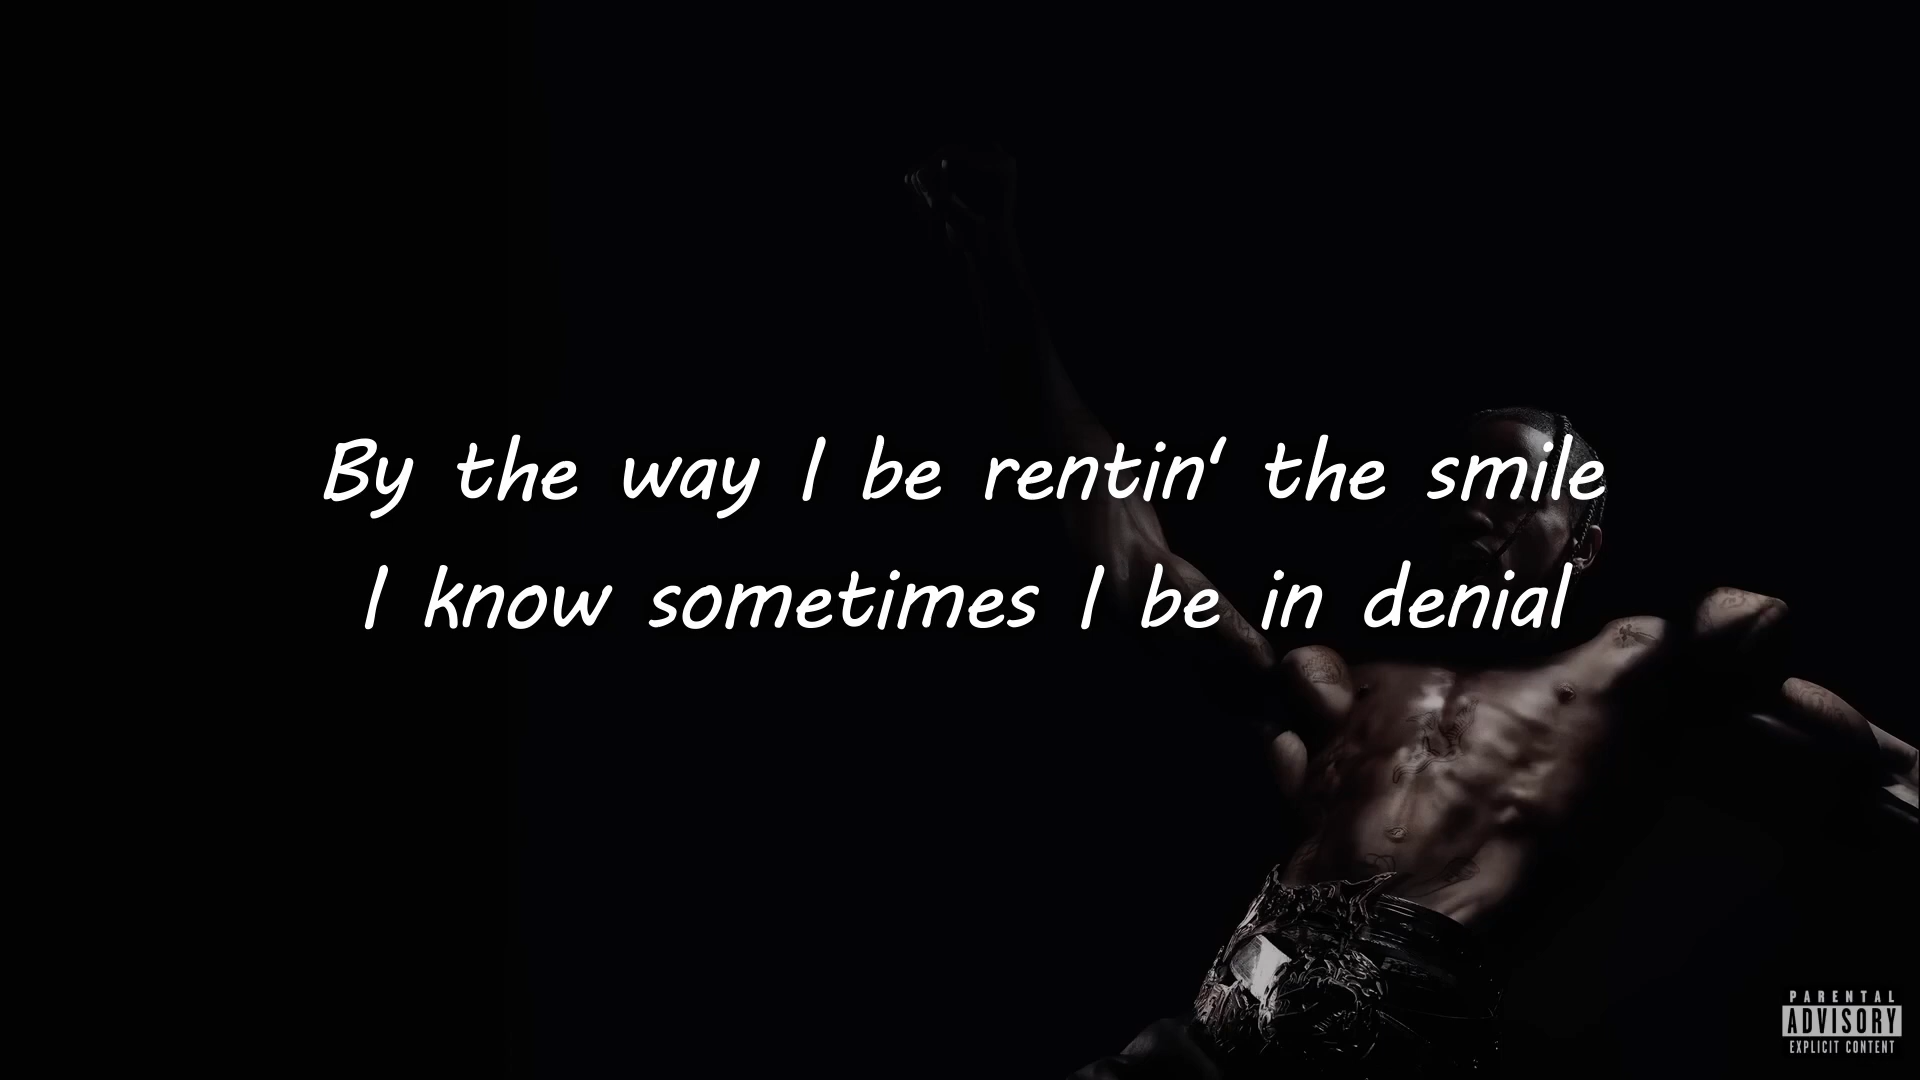 By the way I be rentin' the smile
I know sometimes I be in denial
PARENTAL
ADVISORY
EXPLICIT CONTENT